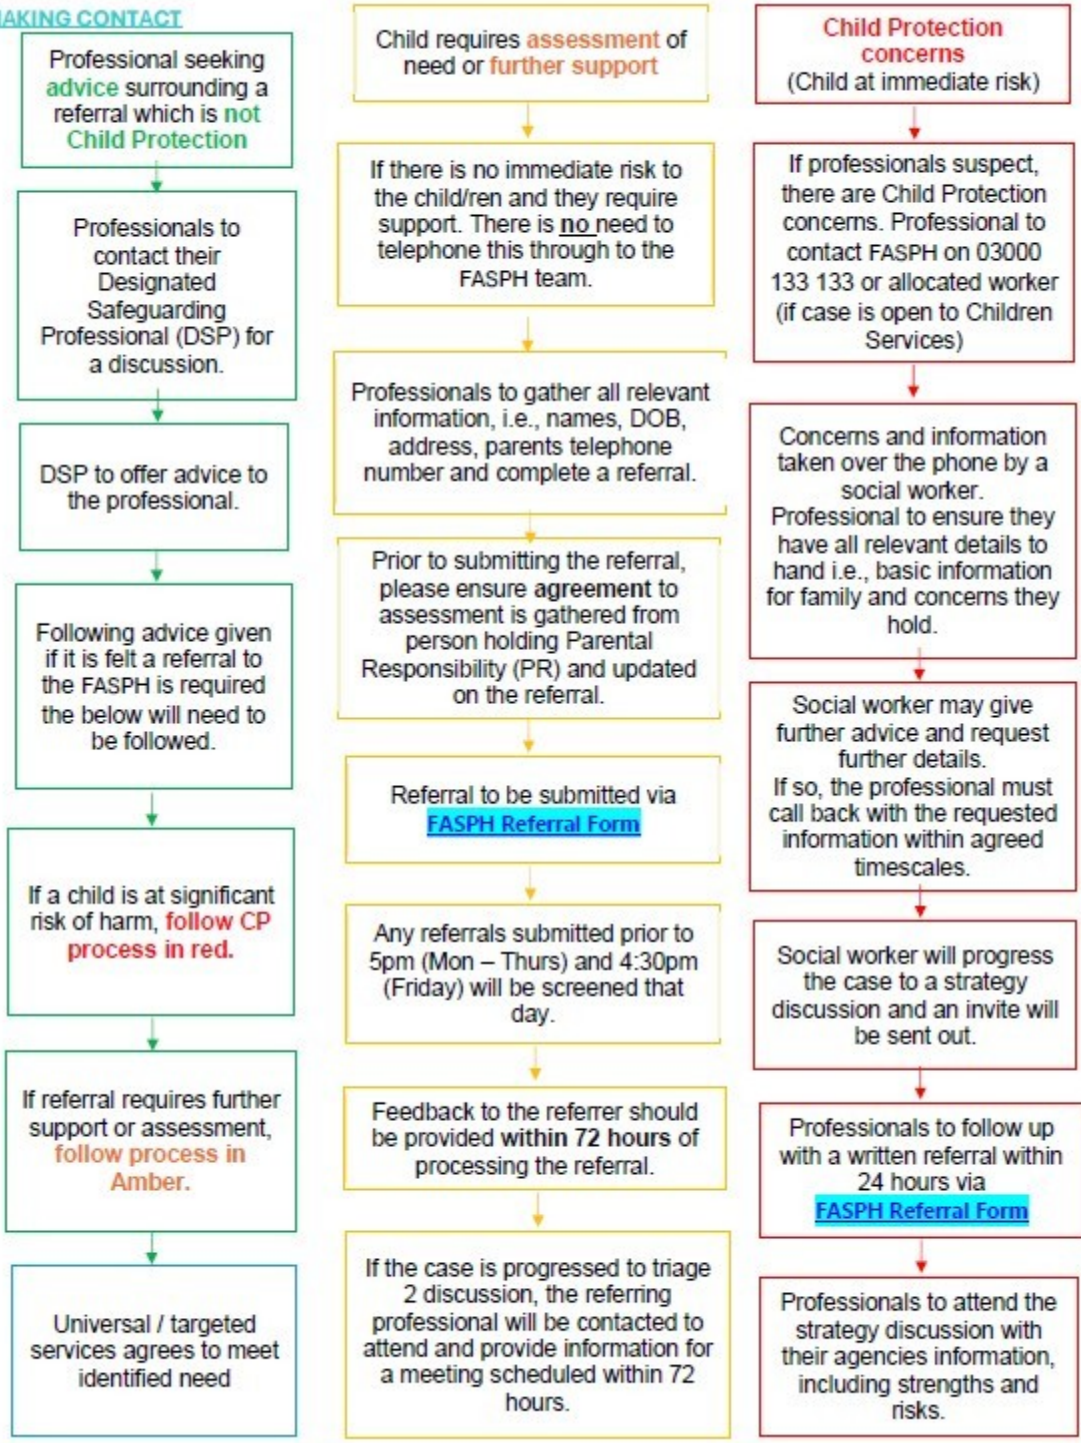 MAKING CONTACT
Professional seeking
advice surrounding a
referral which is not
Child Protection
Professionals to
contact their
Designated
Safeguarding
Professional (DSP) for
a discussion.
DSP to offer advice to
the professional.
Following advice given
if it is felt a referral to
the FASPH is required
the below will need to
be followed.
If a child is at significant
risk of harm, follow CP
process in red.
If referral requires further
support or assessment,
follow process in
Amber.
Universal / targeted
services agrees to meet
identified need
Child requires assessment of
need or further support
If there is no immediate risk to
the child/ren and they require
support. There is no need to
telephone this through to the
FASPH team.
Professionals to gather all relevant
information, i.e., names, DOB,
address, parents telephone
number and complete a referral.
Prior to submitting the referral,
please ensure agreement to
assessment is gathered from
person holding Parental
Responsibility (PR) and updated
on the referral.
Referral to be submitted via
FASPH Referral Form
Any referrals submitted prior to
5pm (Mon – Thurs) and 4:30pm
(Friday) will be screened that
day.
Feedback to the referrer should
be provided within 72 hours of
processing the referral.
If the case is progressed to triage
2 discussion, the referring
professional will be contacted to
attend and provide information for
a meeting scheduled within 72
hours.
Child Protection
concerns
(Child at immediate risk)
If professionals suspect,
there are Child Protection
concerns. Professional to
contact FASPH on 03000
133 133 or allocated worker
(if case is open to Children
Services)
Concerns and information
taken over the phone by a
social worker.
Professional to ensure they
have all relevant details to
hand i.e., basic information
for family and concerns they
hold.
Social worker may give
further advice and request
further details.
If so, the professional must
call back with the requested
information within agreed
timescales.
Social worker will progress
the case to a strategy
discussion and an invite will
be sent out.
Professionals to follow up
with a written referral within
24 hours via
FASPH Referral Form
Professionals to attend the
strategy discussion with
their agencies information,
including strengths and
risks.